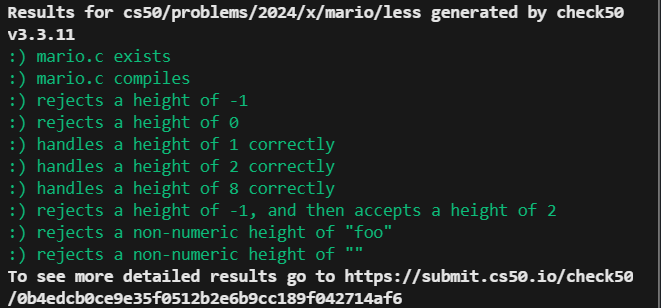 Results for cs50/problems/2024/x/mario/less generated by check50
v3.3.11
:) mario.c exists
:) mario.c compiles
:) rejects a height of -1
:) rejects a height of 0
:) handles a height of 1 correctly
:) handles a height of 2 correctly
:) handles a height of 8 correctly
:) rejects a height of -1, and then accepts a height of 2
:) rejects a non-numeric height of "foo"
:) rejects a non-numeric height of ""
To see more detailed results go to https://submit.cs50.io/check50
/0b4edcb0ce9e35f0512b2e6b9cc189f042714af6